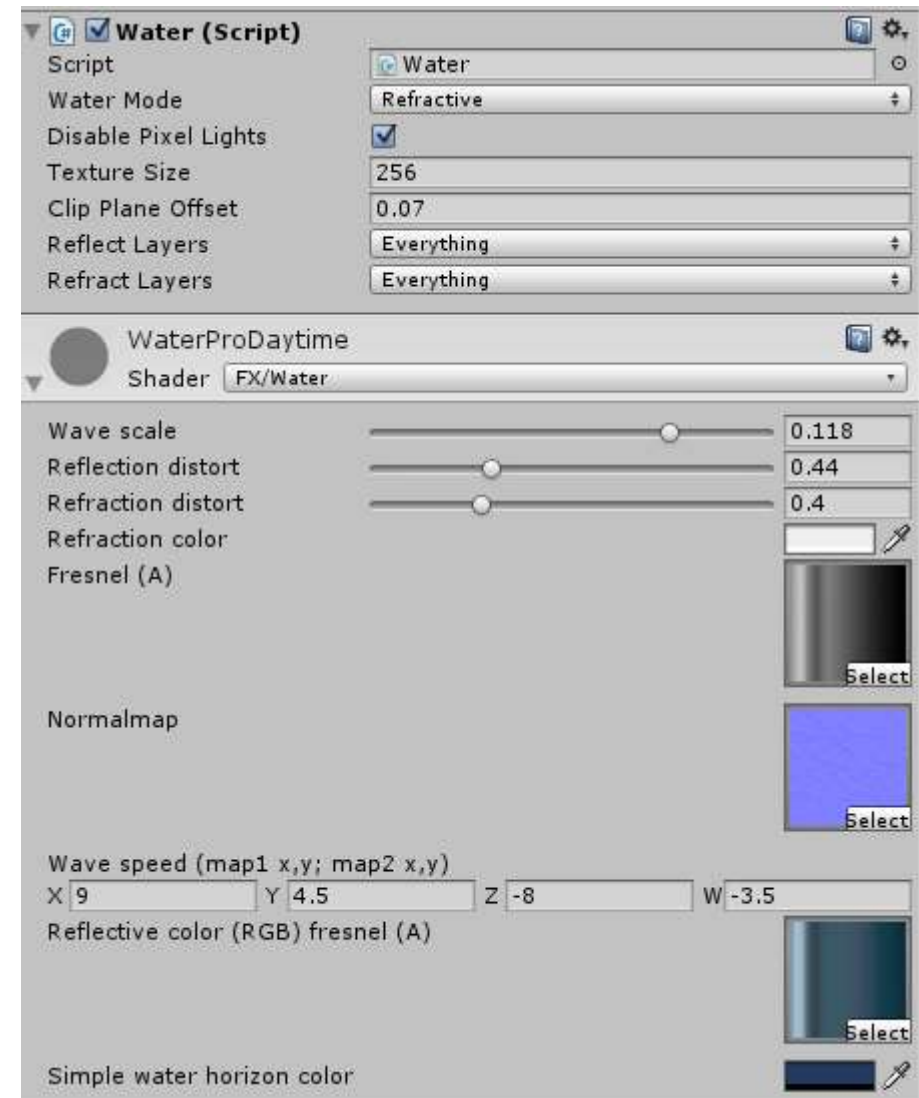 Water (Script)
Script Water
Water Mode Refractive
Disable Pixel Lights
Texture Size 256
Clip Plane Offset 0.07
Reflect Layers Everything
Refract Layers Everything
WaterProDaytime
Shader FX/Water
Wave scale 0.118
Reflection distort 0.44
Refraction distort 0.4
Refraction color
Fresnel (A)
Select
Normalmap
Select
Wave speed (map1 x,y; map2 x,y)
X 9 Y 4.5 Z -8 W -3.5
Reflective color (RGB) fresnel (A)
Select
Simple water horizon color